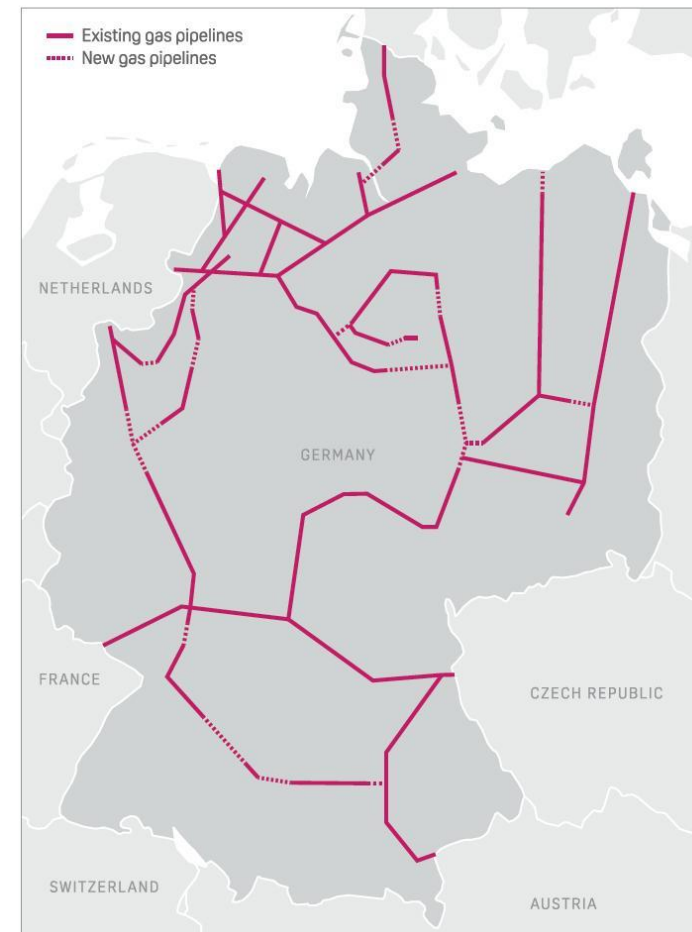 Existing gas pipelines
New gas pipelines
NETHERLANDS
GERMANY
FRANCE
CZECH REPUBLIC
SWITZERLAND
AUSTRIA